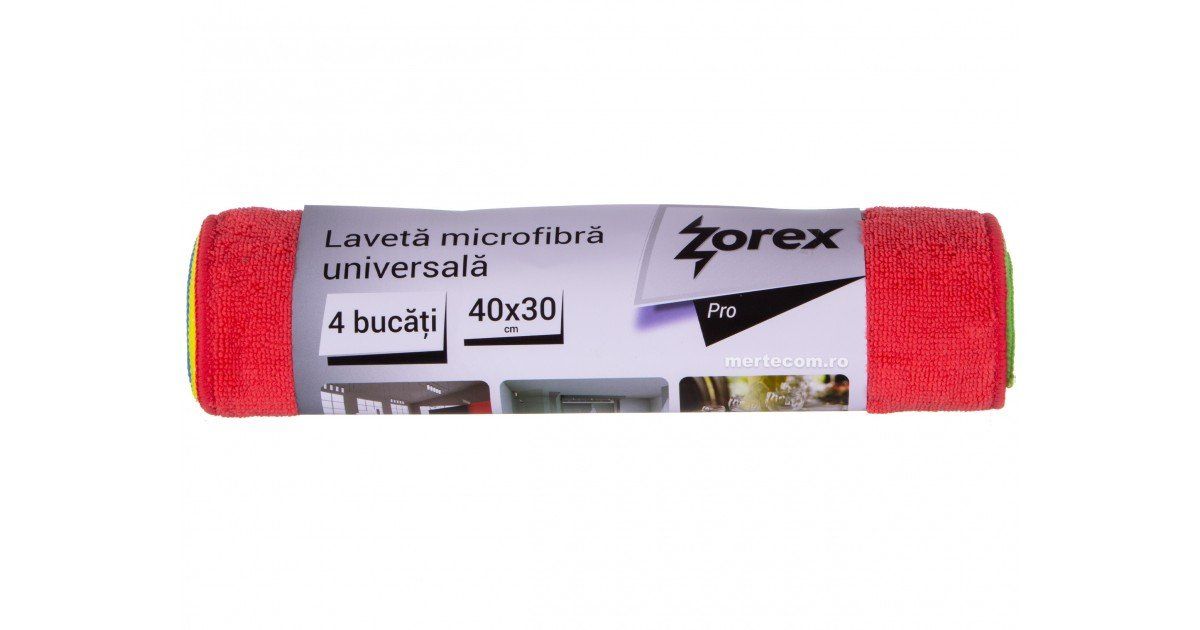 Lavetă microfibră
universală
4 bucăți
40x30
cm
Zorex
Pro
mertecom.ro